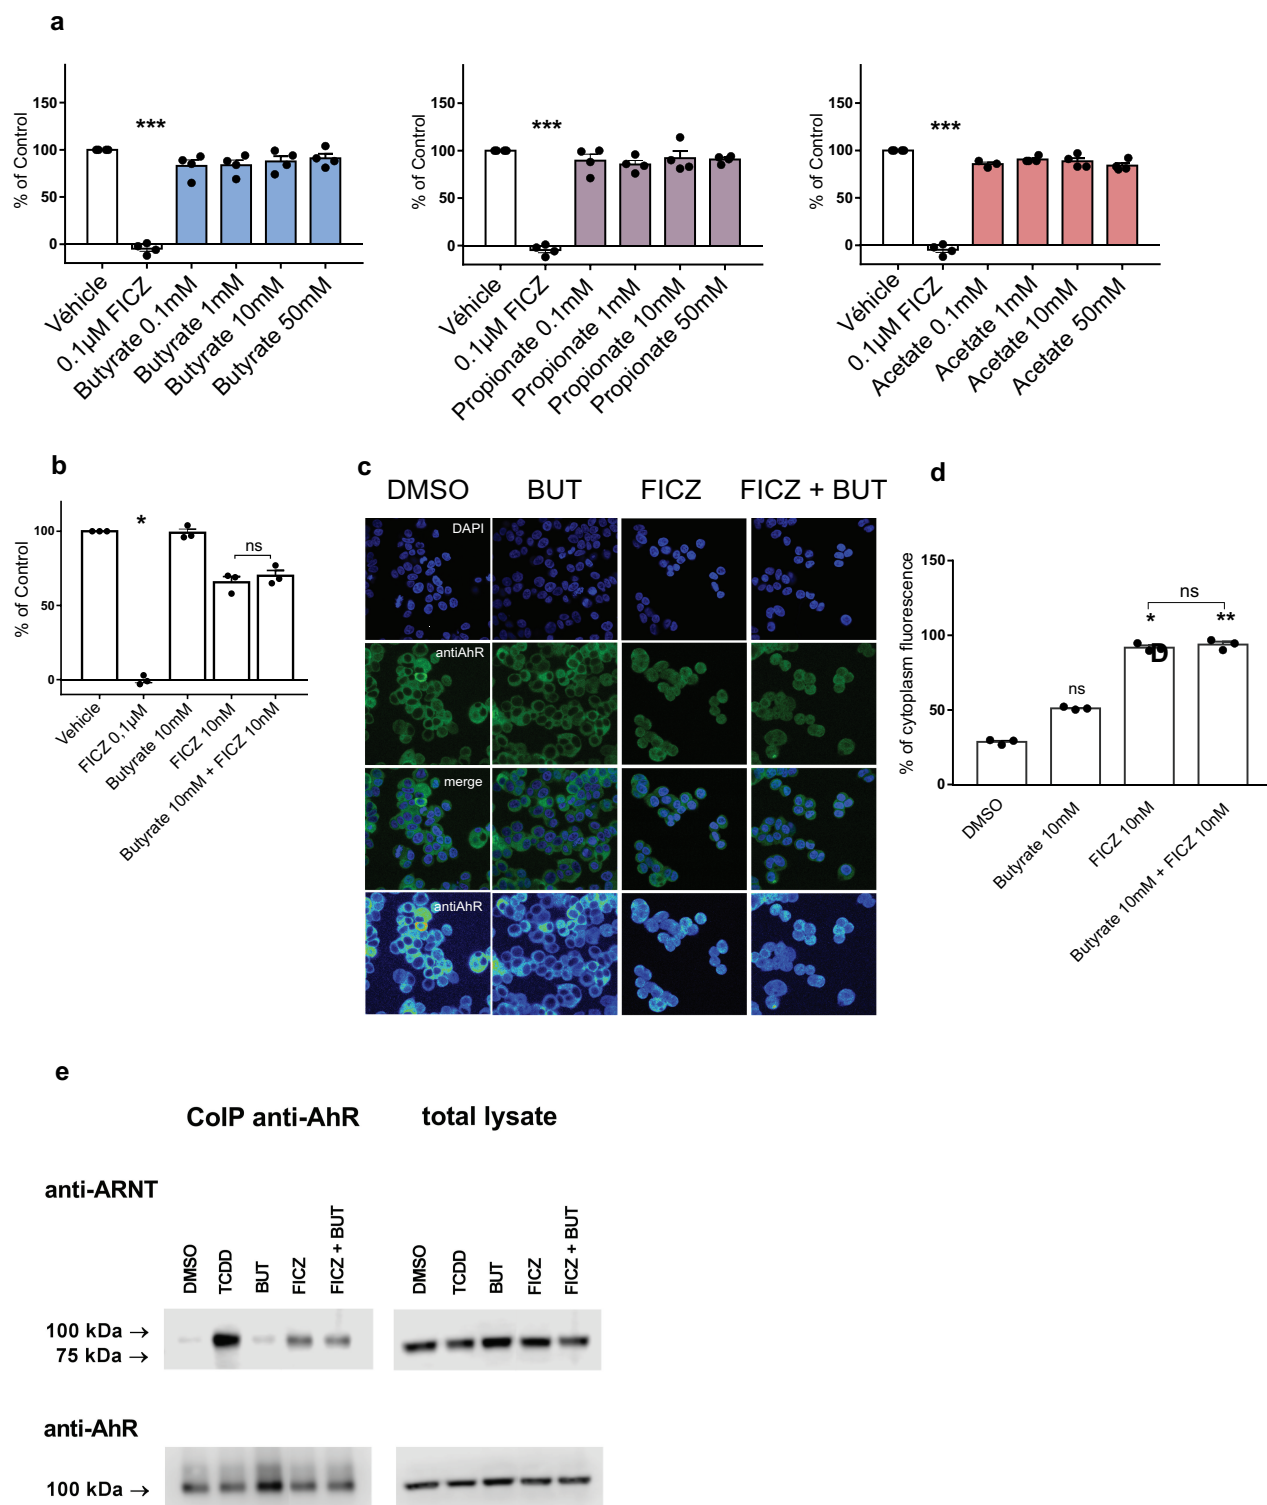 a
% of Control
150
100
50
0
***
Véhicle
0.1µM FICZ
Butyrate 0.1mM
Butyrate 1mM
Butyrate 10mM
Butyrate 50mM
% of Control
150
100
50
0
***
Véhicle
0.1µM FICZ
Propionate 0.1mM
Propionate 1mM
Propionate 10mM
Propionate 50mM
% of Control
150
100
50
0
***
Véhicle
0.1µM FICZ
Acetate 0.1mM
Acetate 1mM
Acetate 10mM
Acetate 50mM
b
% of Control
100
50
0
*
ns
Vehicle
FICZ 0,1µM
Butyrate 10mM
FICZ 10nM
Butyrate 10mM + FICZ 10nM
c
DMSO BUT FICZ FICZ + BUT
DAPI
antiAhR
merge
antiAhR
d
% of cytoplasm fluorescence
150
100
50
0
ns
ns
*
**
D
DMSO
Butyrate 10mM
FICZ 10nM
Butyrate 10mM + FICZ 10nM
e
CoIP anti-AhR total lysate
anti-ARNT
DMSO
TCDD
BUT
FICZ
FICZ + BUT
DMSO
TCDD
BUT
FICZ
FICZ + BUT
100 kDa →
75 kDa →
anti-AhR
100 kDa →